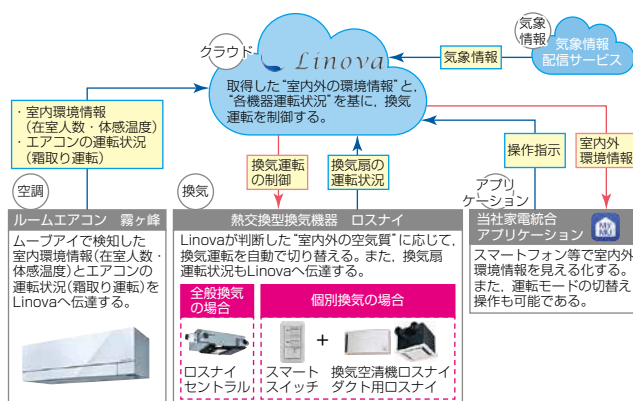 クラウド
Linova
取得した“室内外の環境情報”と,
“各機器運転状況”を基に, 換気
運転を制御する。
気象情報
気象
情報
気象情報
配信サービス
・室内環境情報
（在室人数・体感温度）
・エアコンの運転状況
（霜取り運転）
換気運転
の制御
換気扇の
運転状況
操作指示
室内外
環境情報
空調
ルームエアコン 霧ヶ峰
ムーブアイで検知した
室内環境情報（在室人数・
体感温度）とエアコンの
運転状況（霜取り運転）を
Linovaへ伝達する。
換気
熱交換型換気機器 ロスナイ
Linovaが判断した“室内外の空気質”に応じて,
換気運転を自動で切り替える。また, 換気扇
運転状況もLinovaへ伝達する。
全般換気
の場合
ロスナイ
セントラル
個別換気の場合
スマート
スイッチ
+
換気空清機ロスナイ
ダクト用ロスナイ
アプリ
ケーション
当社家電統合
アプリケーション
MyMU
スマートフォン等で室内外
環境情報を見える化する。
また, 運転モードの切替え
操作も可能である。